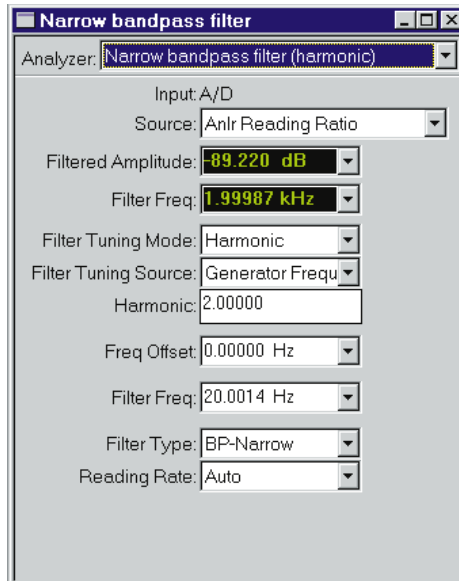 Narrow bandpass filter
Analyzer: Narrow bandpass filter (harmonic)
Input: A/D
Source: Anlr Reading Ratio
Filtered Amplitude: -89.220 dB
Filter Freq: 1.99987 kHz
Filter Tuning Mode: Harmonic
Filter Tuning Source: Generator Frequ
Harmonic: 2.00000
Freq Offset: 0.00000 Hz
Filter Freq: 20.0014 Hz
Filter Type: BP-Narrow
Reading Rate: Auto